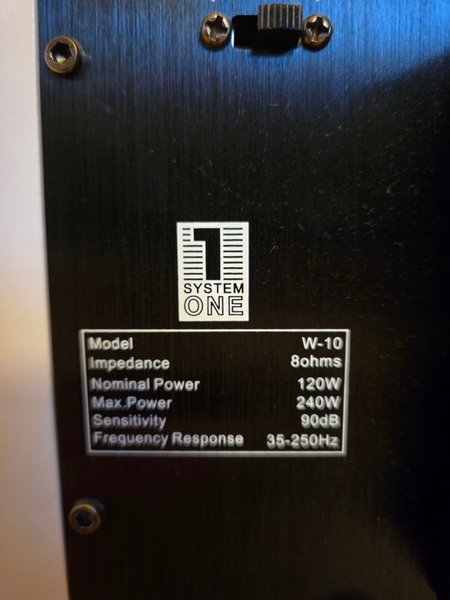 1
SYSTEM
ONE
Model W-10
Impedance 8ohms
Nominal Power 120W
Max.Power 240W
Sensitivity 90dB
Frequency Response 35-250Hz